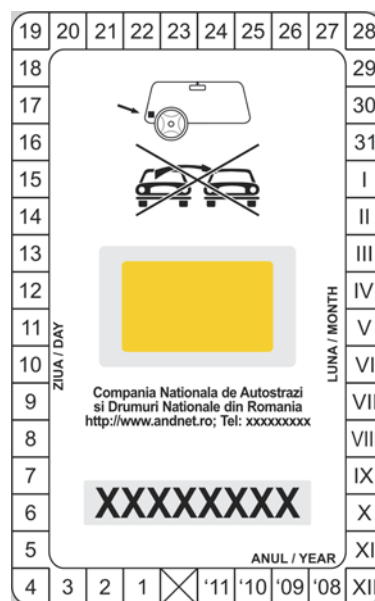 19 20 21 22 23 24 25 26 27 28
18 29
17 30
16 31
15 I
14 II
13 III
12 IV
11 V
10 VI
9 VII
8 VIII
7 IX
6 X
5 XI
4 3 2 1 '11 '10 '09 '08 XII
ZIUA / DAY
LUNA / MONTH
Compania Nationala de Autostrazi
si Drumuri Nationale din Romania
http://www.andnet.ro; Tel: xxxxxxxxx
XXXXXXXX
ANUL / YEAR